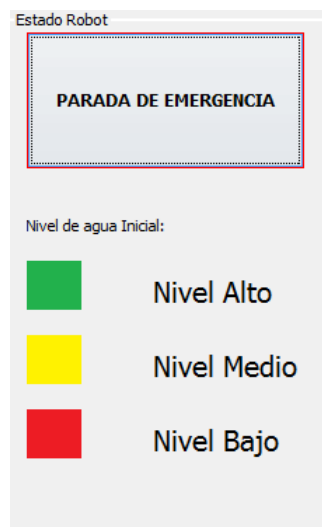 Estado Robot
PARADA DE EMERGENCIA
Nivel de agua Inicial:
Nivel Alto
Nivel Medio
Nivel Bajo